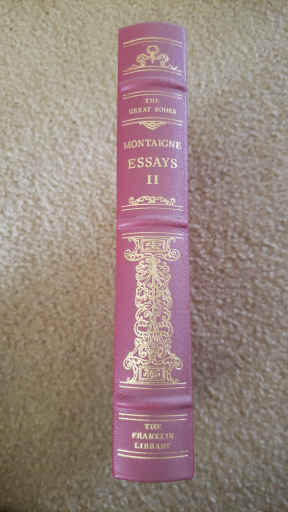 THE
GREAT BOOKS
MONTAIGNE
ESSAYS
II
THE
FRANKLIN
LIBRARY